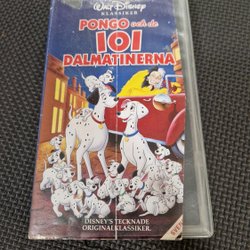 WALT DISNEY
KLASSIKER
PONGO och de
101
DALMATINERNA
DISNEY'S TECKNADE
ORIGINALKLASSIKER.